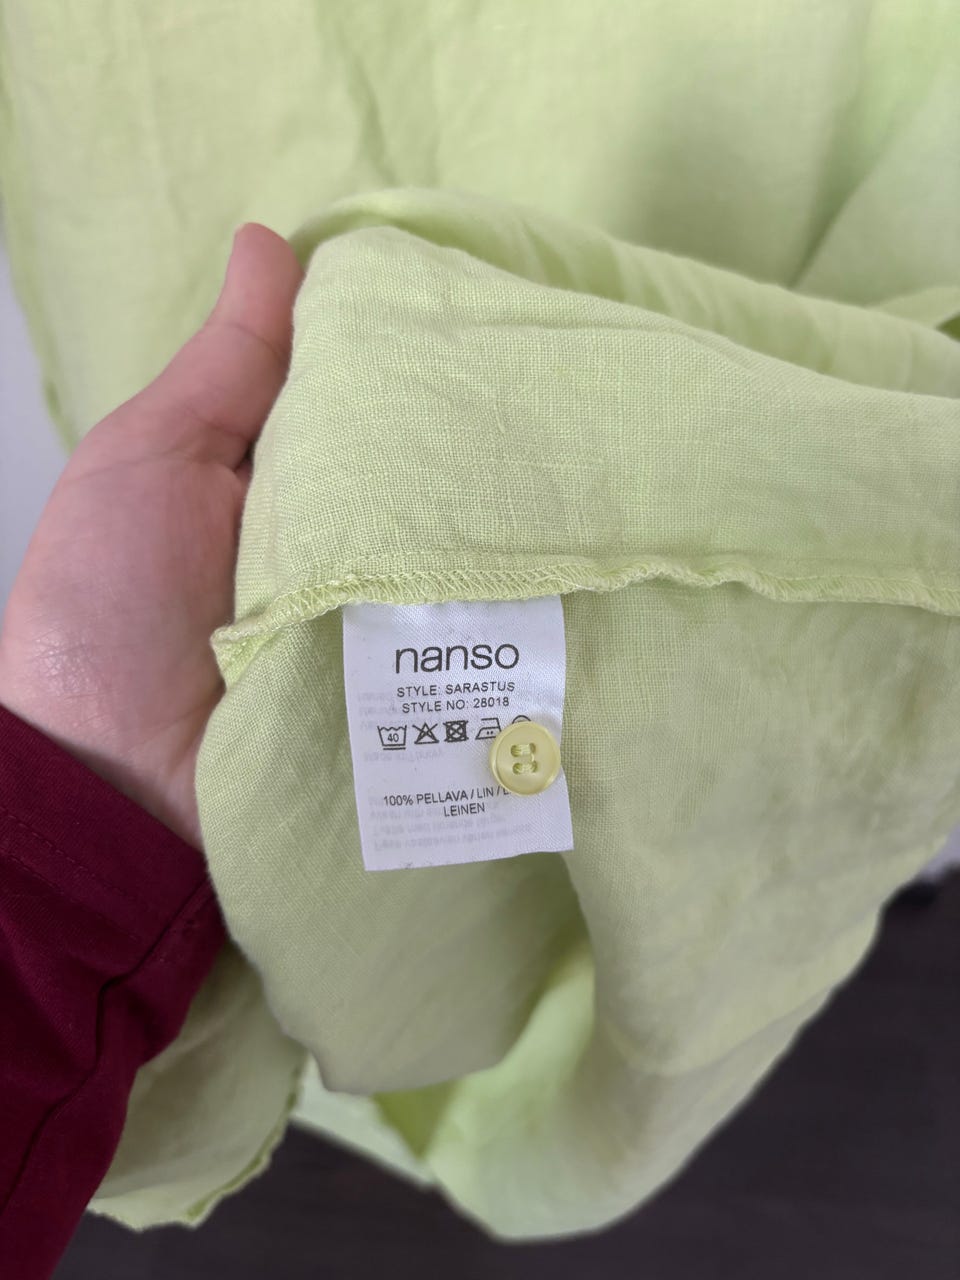 nanso
STYLE: SARASTUS
STYLE NO: 28018
40
100% PELLAVA / LIN /
LEINEN